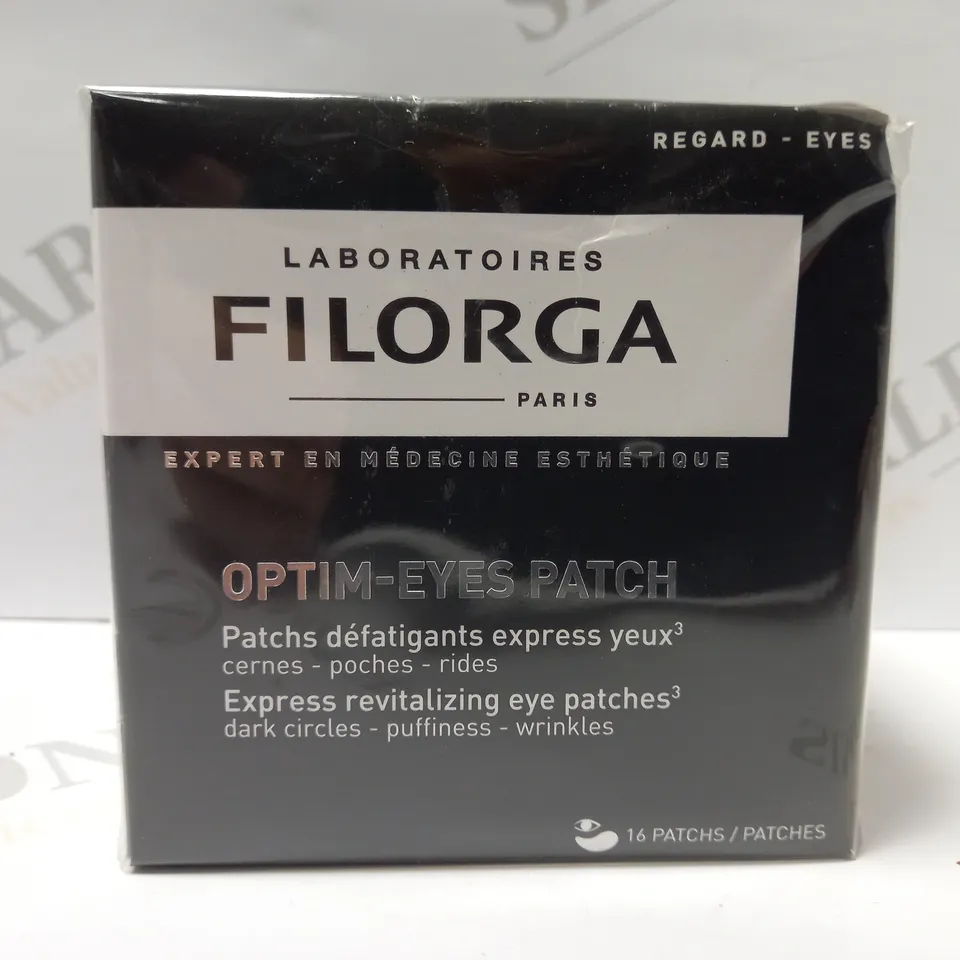 REGARD - EYES
LABORATOIRES
FILORGA
PARIS
EXPERT EN MÉDECINE ESTHÉTIQUE
OPTIM-EYES PATCH
Patchs défatigants express yeux³
cernes - poches - rides
Express revitalizing eye patches³
dark circles - puffiness - wrinkles
16 PATCHS / PATCHES